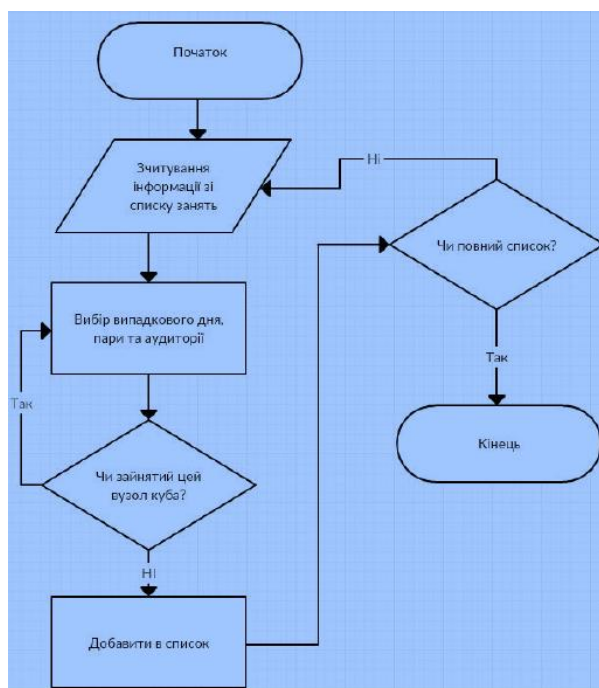 Початок
Зчитування
інформації зі
списку занять
Ні
Чи повний список?
Вибір випадкового дня,
пари та аудиторії
Так
Так
Кінець
Чи зайнятий цей
вузол куба?
НІ
Добавити в список